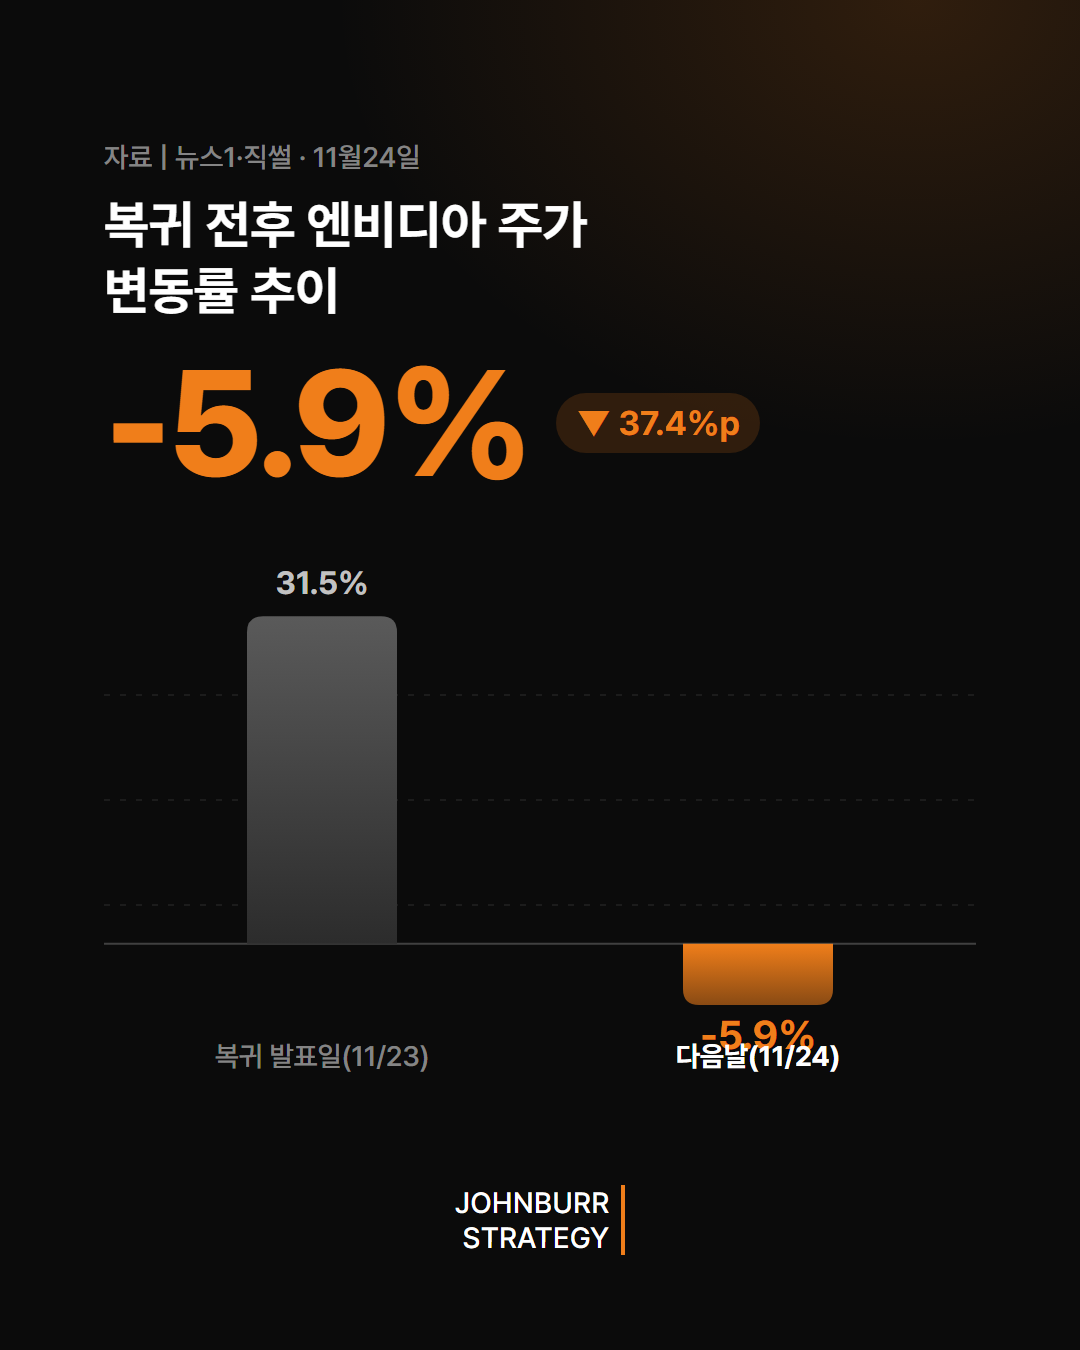 자료 | 뉴스1·직썰 · 11월24일
복귀 전후 엔비디아 주가
변동률 추이
-5.9%
▼ 37.4%p
31.5%
-5.9%
복귀 발표일(11/23)
다음날(11/24)
JOHNBURR
STRATEGY